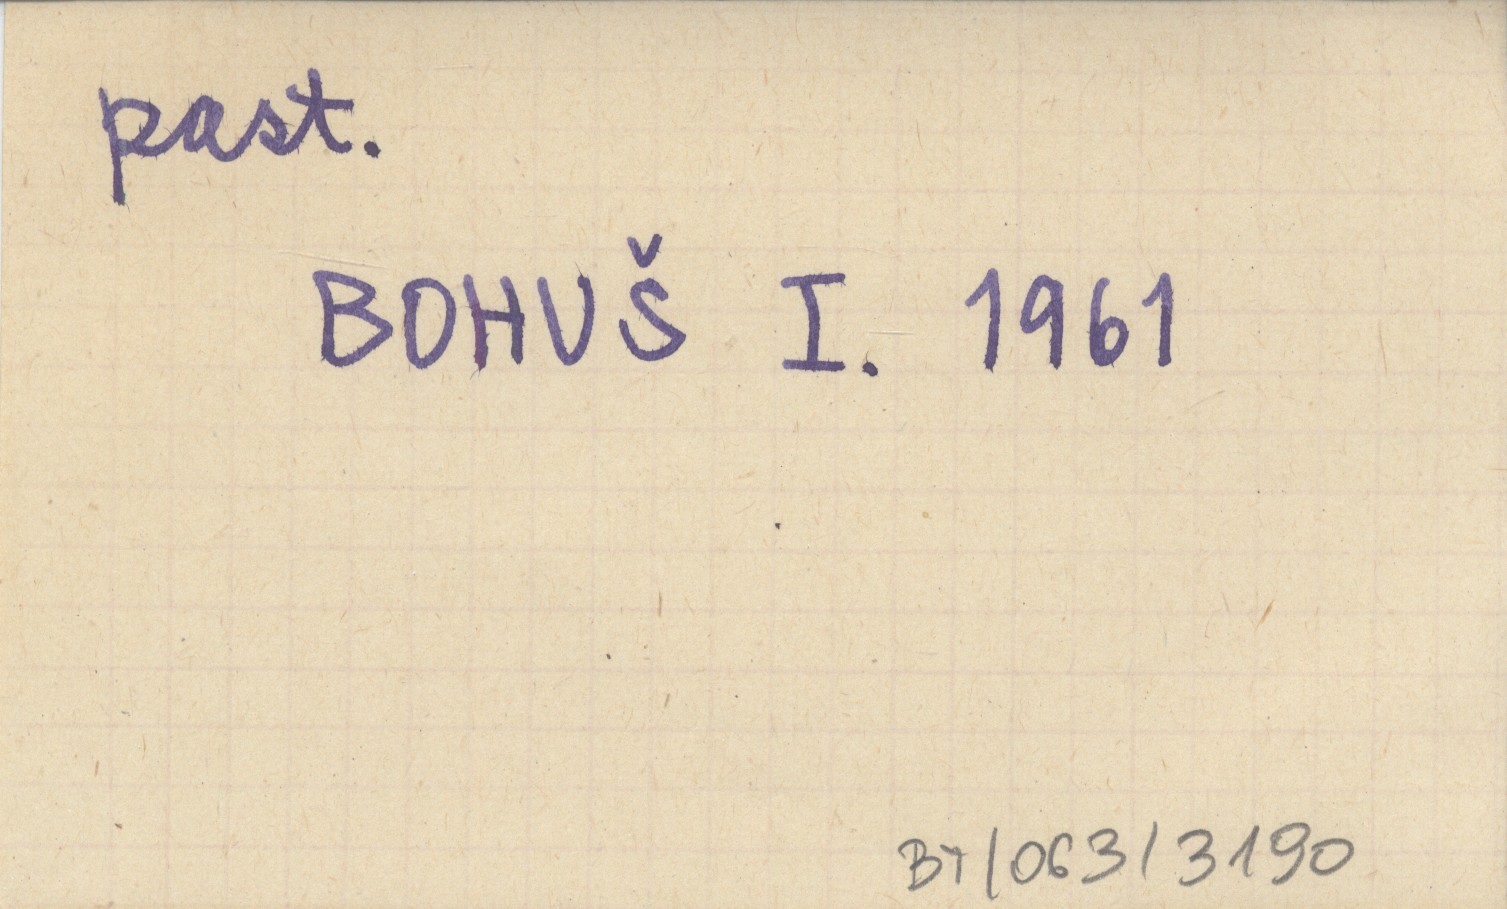 past.
BOHUŠ I. 1961
BT/063/3190